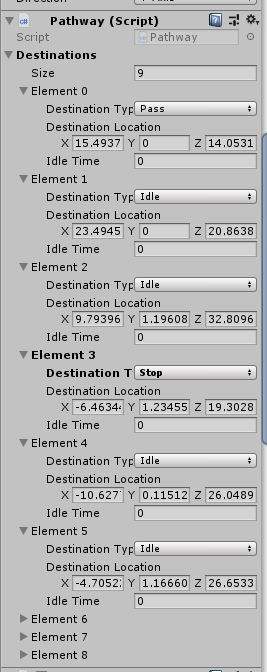 Pathway (Script)
Script Pathway
Destinations
Size 9
Element 0
Destination Typ Pass
Destination Location
X 15.4937 Y 0 Z 14.0531
Idle Time 0
Element 1
Destination Typ Idle
Destination Location
X 23.4945 Y 0 Z 20.8638
Idle Time 0
Element 2
Destination Typ Idle
Destination Location
X 9.79396 Y 1.19608 Z 32.8096
Idle Time 0
Element 3
Destination T Stop
Destination Location
X -6.4634 Y 1.23455 Z 19.3028
Idle Time 0
Element 4
Destination Typ Idle
Destination Location
X -10.627 Y 0.11512 Z 26.0489
Idle Time 0
Element 5
Destination Typ Idle
Destination Location
X -4.7052 Y 1.16660 Z 26.6533
Idle Time 0
Element 6
Element 7
Element 8